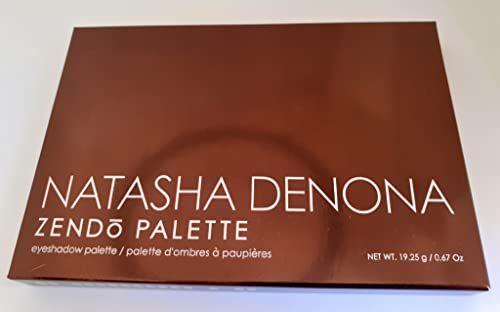 NATASHA DENONA
ZENDŌ PALETTE
eyeshadow palette / palette d'ombres à paupières
NET WT. 19.25 g / 0.67 Oz